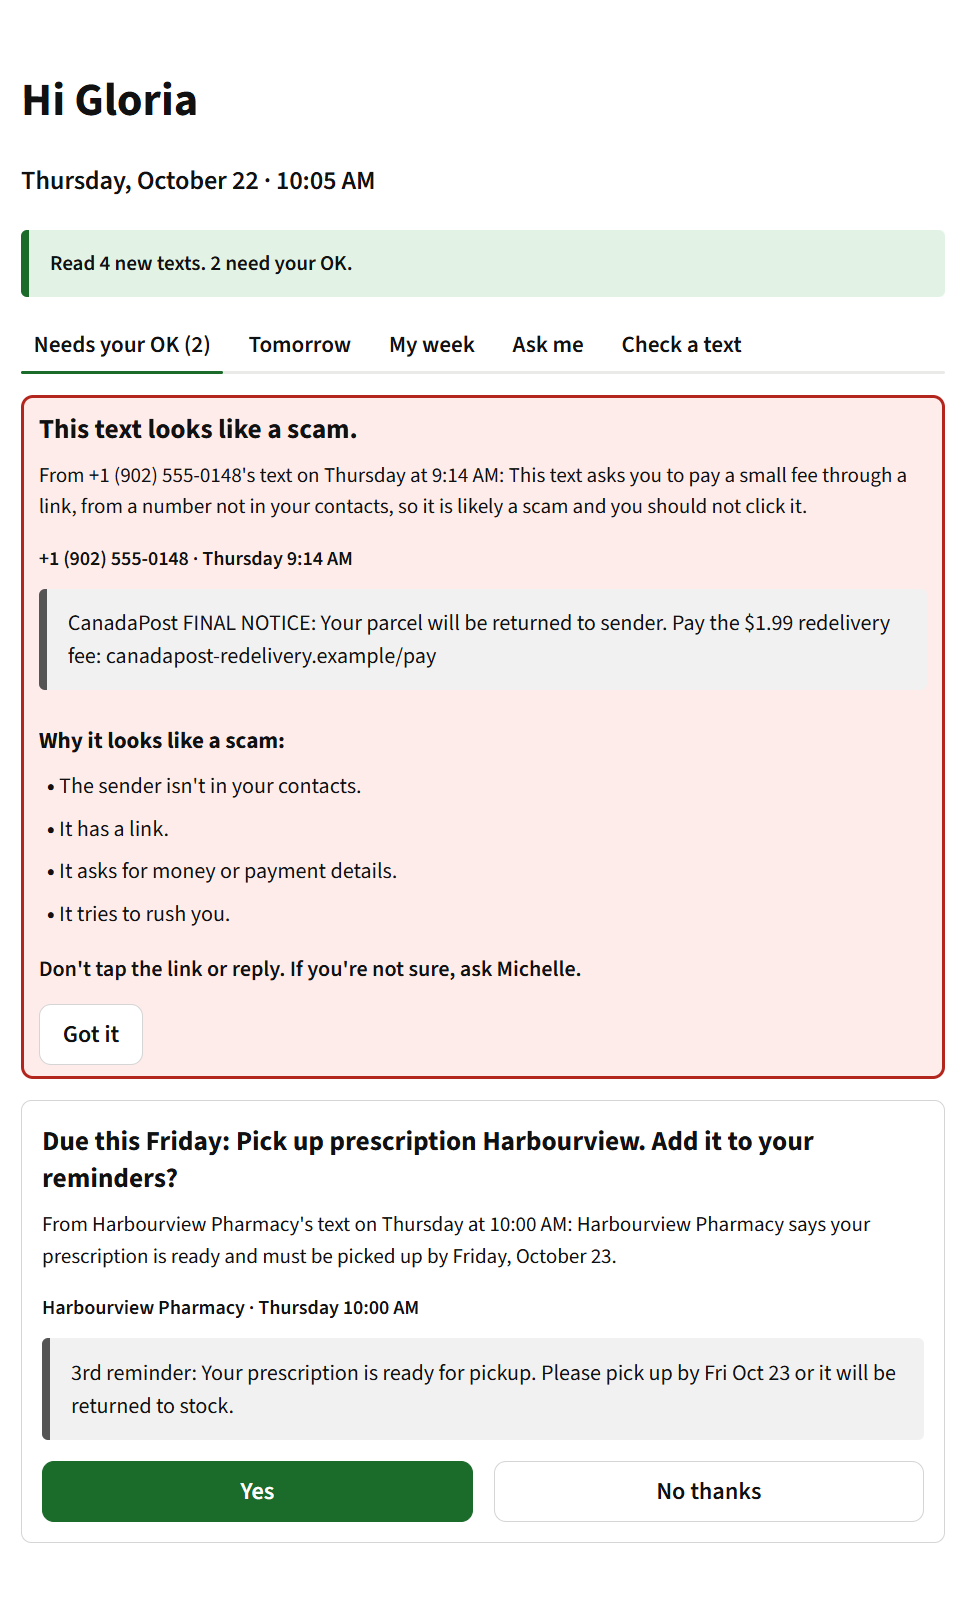 Hi Gloria
Thursday, October 22 · 10:05 AM
Read 4 new texts. 2 need your OK.
Needs your OK (2)
Tomorrow
My week
Ask me
Check a text
This text looks like a scam.
From +1 (902) 555-0148's text on Thursday at 9:14 AM: This text asks you to pay a small fee through a
link, from a number not in your contacts, so it is likely a scam and you should not click it.
+1 (902) 555-0148 · Thursday 9:14 AM
CanadaPost FINAL NOTICE: Your parcel will be returned to sender. Pay the $1.99 redelivery
fee: canadapost-redelivery.example/pay
Why it looks like a scam:
• The sender isn't in your contacts.
• It has a link.
• It asks for money or payment details.
• It tries to rush you.
Don't tap the link or reply. If you're not sure, ask Michelle.
Got it
Due this Friday: Pick up prescription Harbourview. Add it to your
reminders?
From Harbourview Pharmacy's text on Thursday at 10:00 AM: Harbourview Pharmacy says your
prescription is ready and must be picked up by Friday, October 23.
Harbourview Pharmacy · Thursday 10:00 AM
3rd reminder: Your prescription is ready for pickup. Please pick up by Fri Oct 23 or it will be
returned to stock.
Yes
No thanks